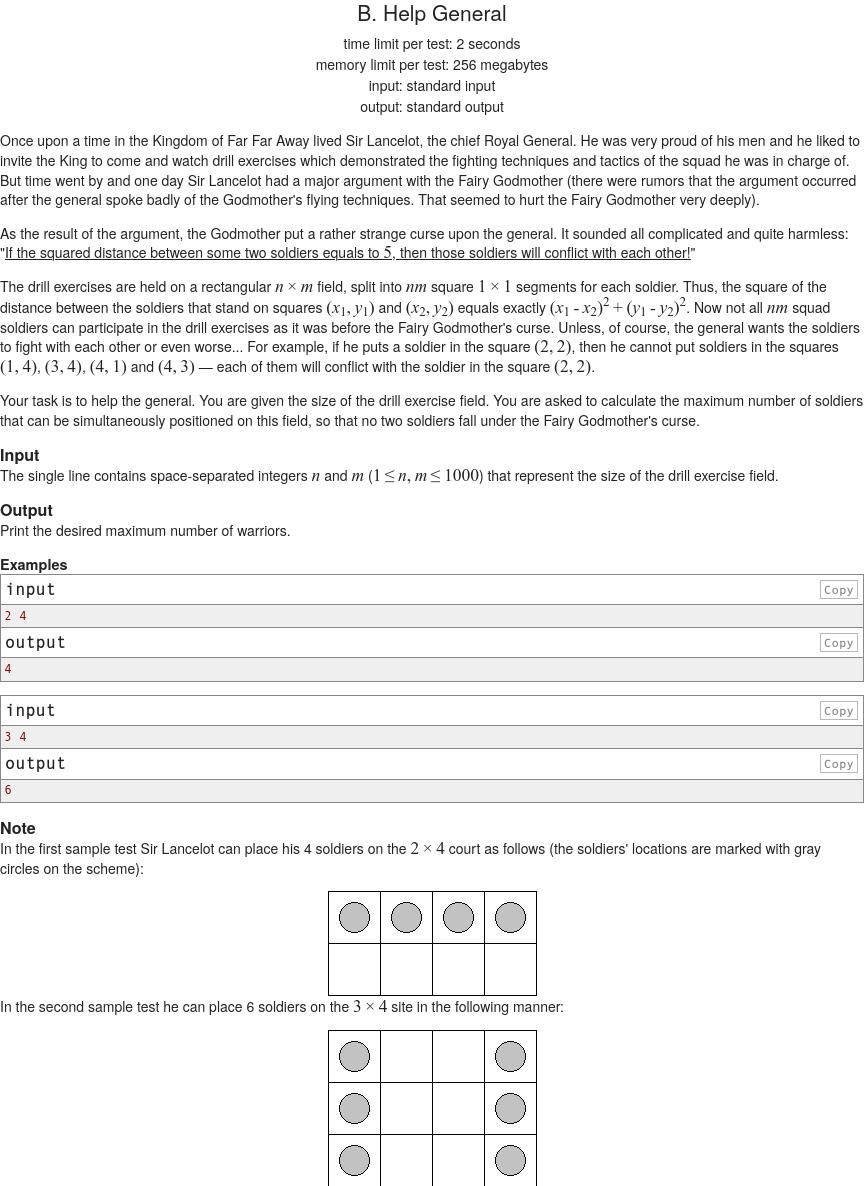 B. Help General
time limit per test: 2 seconds
memory limit per test: 256 megabytes
input: standard input
output: standard output
Once upon a time in the Kingdom of Far Far Away lived Sir Lancelot, the chief Royal General. He was very proud of his men and he liked to
invite the King to come and watch drill exercises which demonstrated the fighting techniques and tactics of the squad he was in charge of.
But time went by and one day Sir Lancelot had a major argument with the Fairy Godmother (there were rumors that the argument occurred
after the general spoke badly of the Godmother's flying techniques. That seemed to hurt the Fairy Godmother very deeply).
As the result of the argument, the Godmother put a rather strange curse upon the general. It sounded all complicated and quite harmless:
"If the squared distance between some two soldiers equals to 5, then those soldiers will conflict with each other!"
The drill exercises are held on a rectangular n × m field, split into nm square 1 × 1 segments for each soldier. Thus, the square of the
distance between the soldiers that stand on squares (x₁, y₁) and (x₂, y₂) equals exactly (x₁ - x₂)² + (y₁ - y₂)². Now not all nm squad
soldiers can participate in the drill exercises as it was before the Fairy Godmother's curse. Unless, of course, the general wants the soldiers
to fight with each other or even worse... For example, if he puts a soldier in the square (2, 2), then he cannot put soldiers in the squares
(1, 4), (3, 4), (4, 1) and (4, 3) — each of them will conflict with the soldier in the square (2, 2).
Your task is to help the general. You are given the size of the drill exercise field. You are asked to calculate the maximum number of soldiers
that can be simultaneously positioned on this field, so that no two soldiers fall under the Fairy Godmother's curse.
Input
The single line contains space-separated integers n and m (1 ≤ n, m ≤ 1000) that represent the size of the drill exercise field.
Output
Print the desired maximum number of warriors.
Examples
input
Copy
2 4
output
Copy
4
input
Copy
3 4
output
Copy
6
Note
In the first sample test Sir Lancelot can place his 4 soldiers on the 2 × 4 court as follows (the soldiers' locations are marked with gray
circles on the scheme):
In the second sample test he can place 6 soldiers on the 3 × 4 site in the following manner: